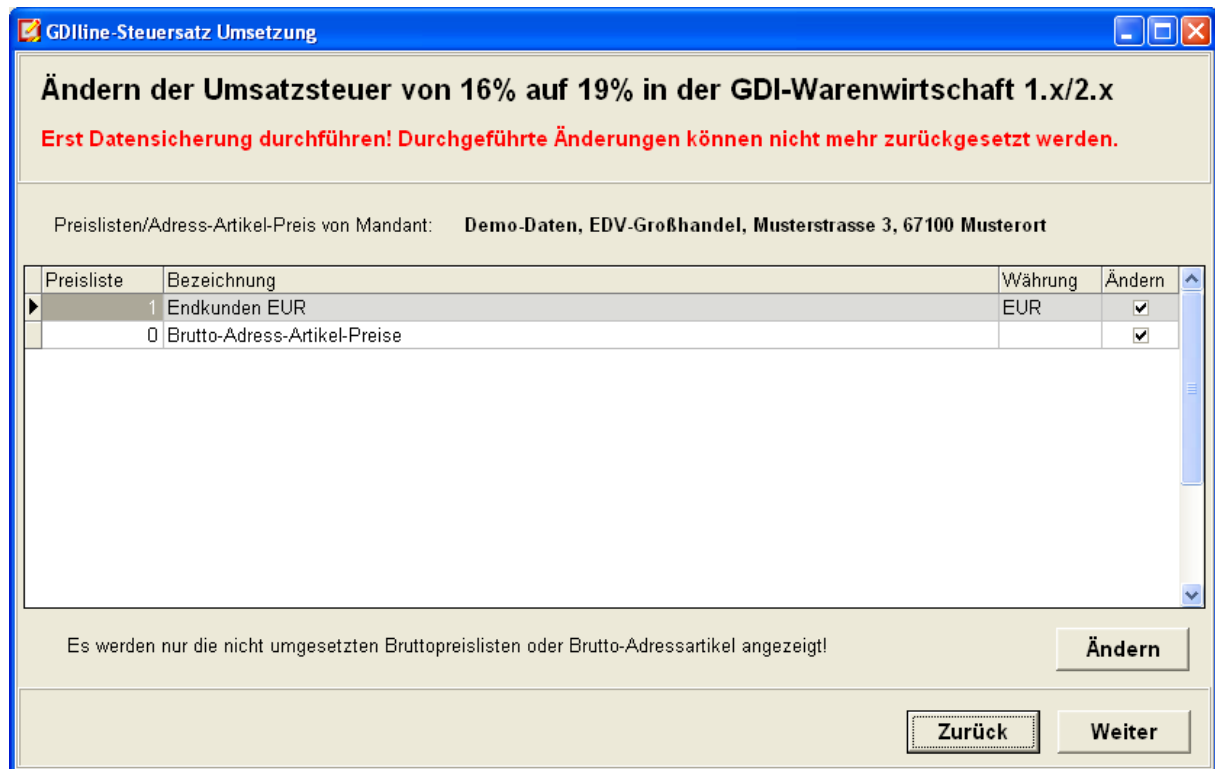 GDIline-Steuersatz Umsetzung
Ändern der Umsatzsteuer von 16% auf 19% in der GDI-Warenwirtschaft 1.x/2.x
Erst Datensicherung durchführen! Durchgeführte Änderungen können nicht mehr zurückgesetzt werden.
Preislisten/Adress-Artikel-Preis von Mandant: Demo-Daten, EDV-Großhandel, Musterstrasse 3, 67100 Musterort
Preisliste Bezeichnung Währung Ändern
1 Endkunden EUR EUR
0 Brutto-Adress-Artikel-Preise
Es werden nur die nicht umgesetzten Bruttopreislisten oder Brutto-Adressartikel angezeigt!
Ändern
Zurück Weiter